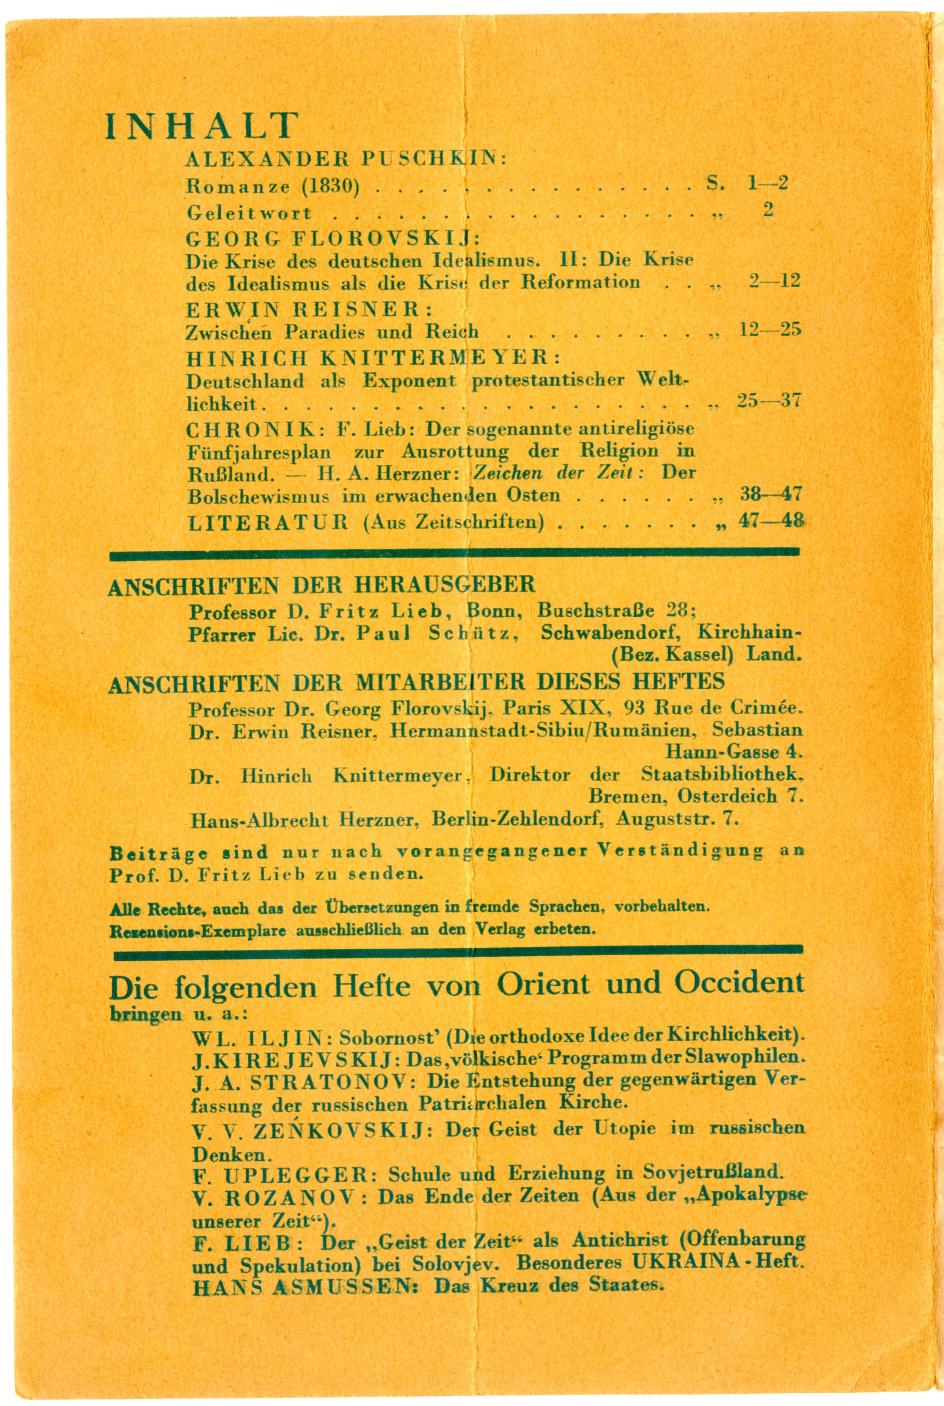 INHALT
ALEXANDER PUSCHKIN:
Romanze (1830) . . . . . . . . . . . . . . . . S. 1—2
Geleitwort . . . . . . . . . . . . . . . . . . „ 2
GEORG FLOROVSKIJ:
Die Krise des deutschen Idealismus. II: Die Krise
des Idealismus als die Krise der Reformation . . „ 2—12
ERWIN REISNER:
Zwischen Paradies und Reich . . . . . . . . . „ 12—25
HINRICH KNITTERMEYER:
Deutschland als Exponent protestantischer Welt-
lichkeit. . . . . . . . . . . . . . . . . . . . „ 25—37
CHRONIK: F. Lieb: Der sogenannte antireligiöse
Fünfjahresplan zur Ausrottung der Religion in
Rußland. — H. A. Herzner: Zeichen der Zeit: Der
Bolschewismus im erwachenden Osten . . . . . . . „ 38—47
LITERATUR (Aus Zeitschriften) . . . . . . . „ 47—48
ANSCHRIFTEN DER HERAUSGEBER
Professor D. Fritz Lieb, Bonn, Buschstraße 28;
Pfarrer Lic. Dr. Paul Schütz, Schwabendorf, Kirchhain-
(Bez. Kassel) Land.
ANSCHRIFTEN DER MITARBEITER DIESES HEFTES
Professor Dr. Georg Florovskij, Paris XIX, 93 Rue de Crimée.
Dr. Erwin Reisner, Hermannstadt-Sibiu/Rumänien, Sebastian
Hann-Gasse 4.
Dr. Hinrich Knittermeyer, Direktor der Staatsbibliothek,
Bremen, Osterdeich 7.
Hans-Albrecht Herzner, Berlin-Zehlendorf, Auguststr. 7.
Beiträge sind nur nach vorangegangener Verständigung an
Prof. D. Fritz Lieb zu senden.
Alle Rechte, auch das der Übersetzungen in fremde Sprachen, vorbehalten.
Rezensions-Exemplare ausschließlich an den Verlag erbeten.
Die folgenden Hefte von Orient und Occident
bringen u. a.:
WL. ILJIN: Sobornost’ (Die orthodoxe Idee der Kirchlichkeit).
J. KIREJEVSKIJ: Das ‚völkische‘ Programm der Slawophilen.
J. A. STRATONOV: Die Entstehung der gegenwärtigen Ver-
fassung der russischen Patriarchalen Kirche.
V. V. ZEŃKOVSKIJ: Der Geist der Utopie im russischen
Denken.
F. UPLEGGER: Schule und Erziehung in Sovjetrußland.
V. ROZANOV: Das Ende der Zeiten (Aus der „Apokalypse
unserer Zeit“).
F. LIEB: Der „Geist der Zeit“ als Antichrist (Offenbarung
und Spekulation) bei Solovjev. Besonderes UKRAINA-Heft.
HANS ASMUSSEN: Das Kreuz des Staates.